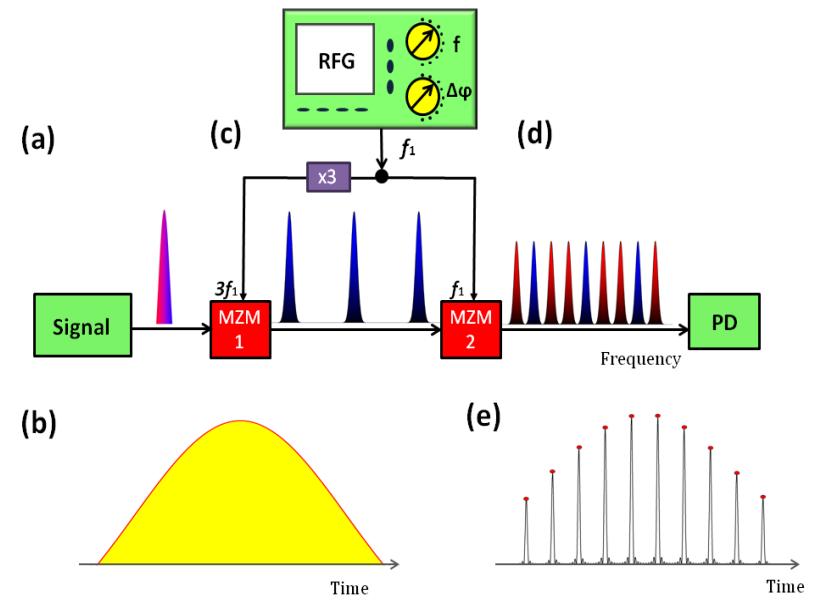 RFG
f
Δφ
(a)
(c)
(d)
f1
x3
3f1
f1
Signal
MZM
1
MZM
2
PD
Frequency
(b)
(e)
Time
Time